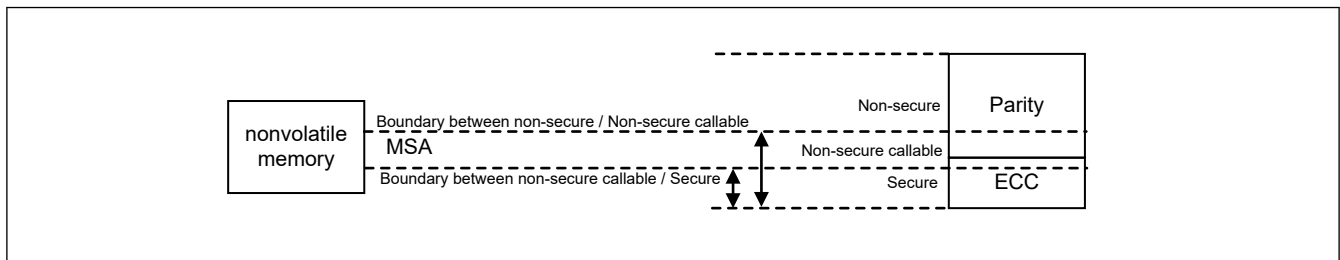 nonvolatile
memory
Boundary between non-secure / Non-secure callable
MSA
Boundary between non-secure callable / Secure
Non-secure
Non-secure callable
Secure
Parity
ECC